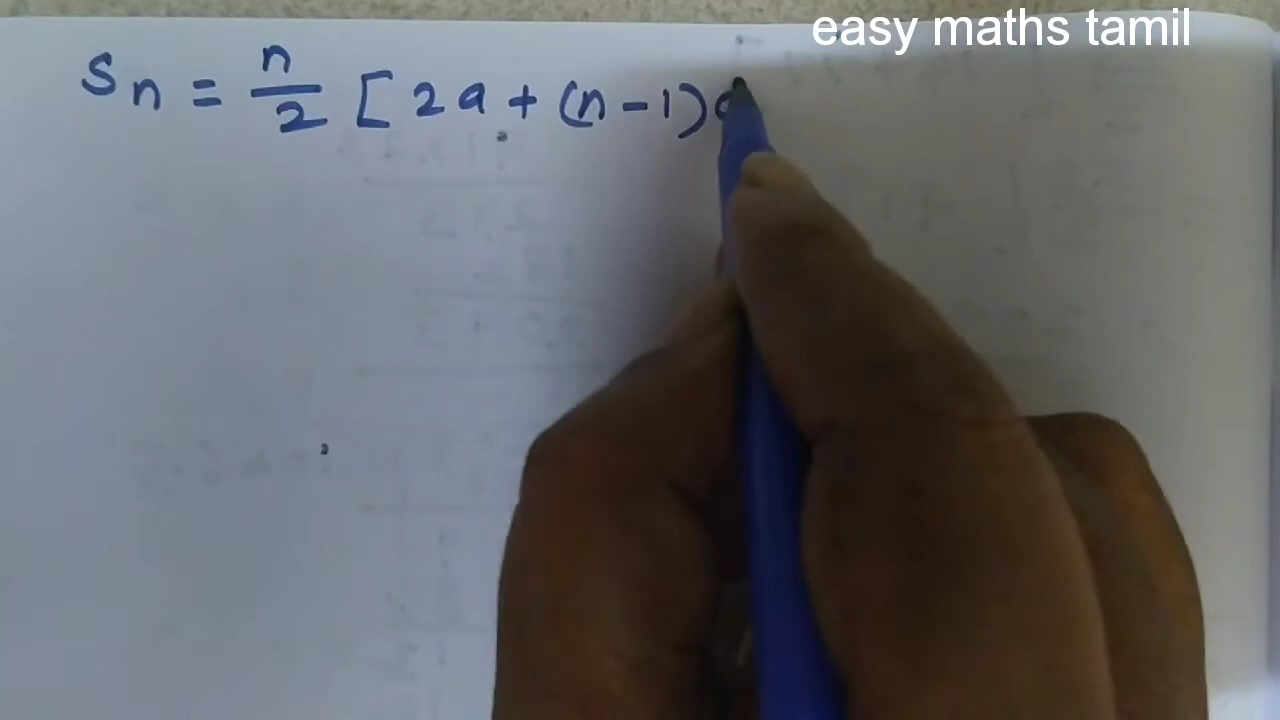 easy maths tamil
Sn = n/2 [ 2a + (n-1)d